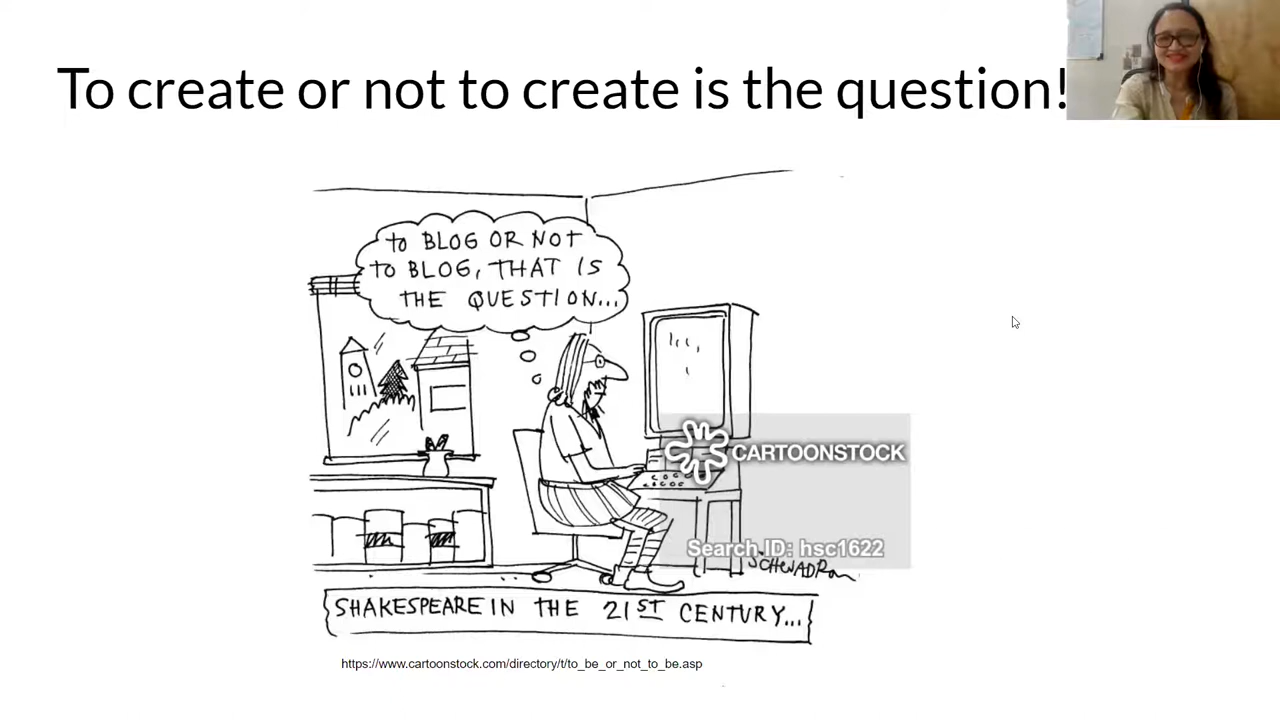 To create or not to create is the question!
TO BLOG OR NOT
TO BLOG, THAT IS
THE QUESTION...
CARTOONSTOCK
Search ID: hsc1622
SCHWADRON
SHAKESPEARE IN THE 21ST CENTURY...
https://www.cartoonstock.com/directory/t/to_be_or_not_to_be.asp